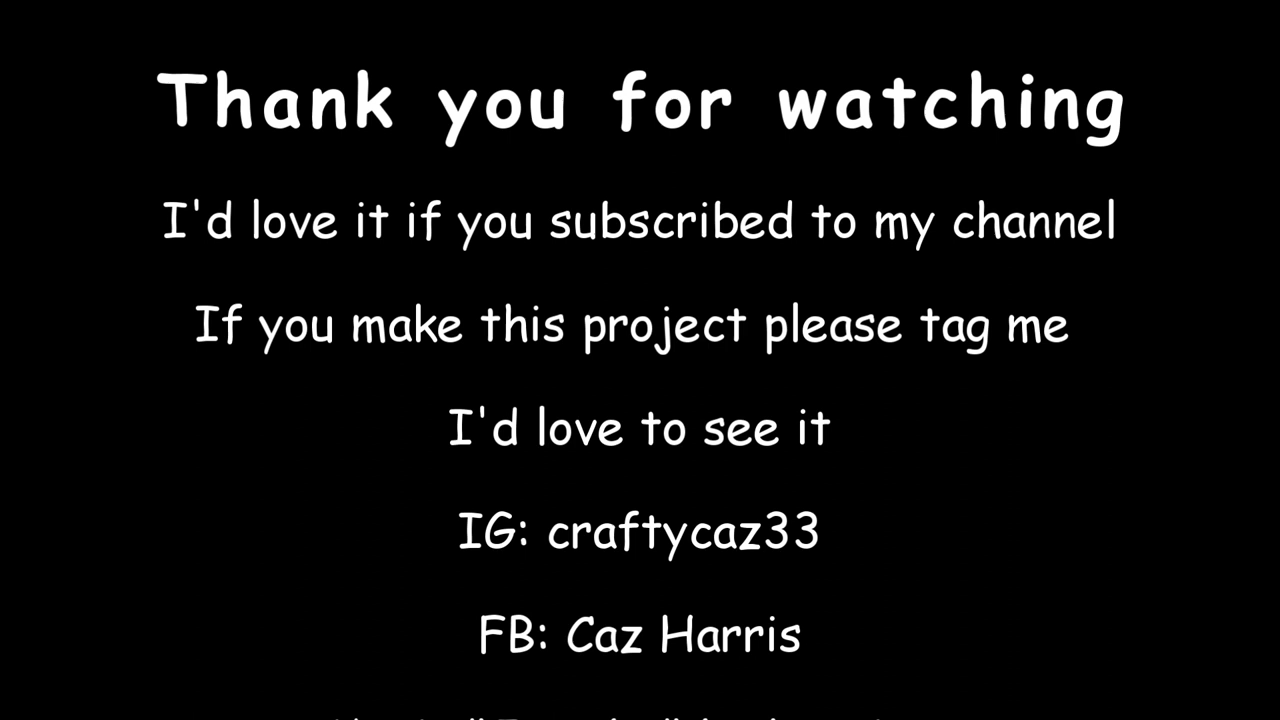 Thank you for watching
I'd love it if you subscribed to my channel
If you make this project please tag me
I'd love to see it
IG: craftycaz33
FB: Caz Harris